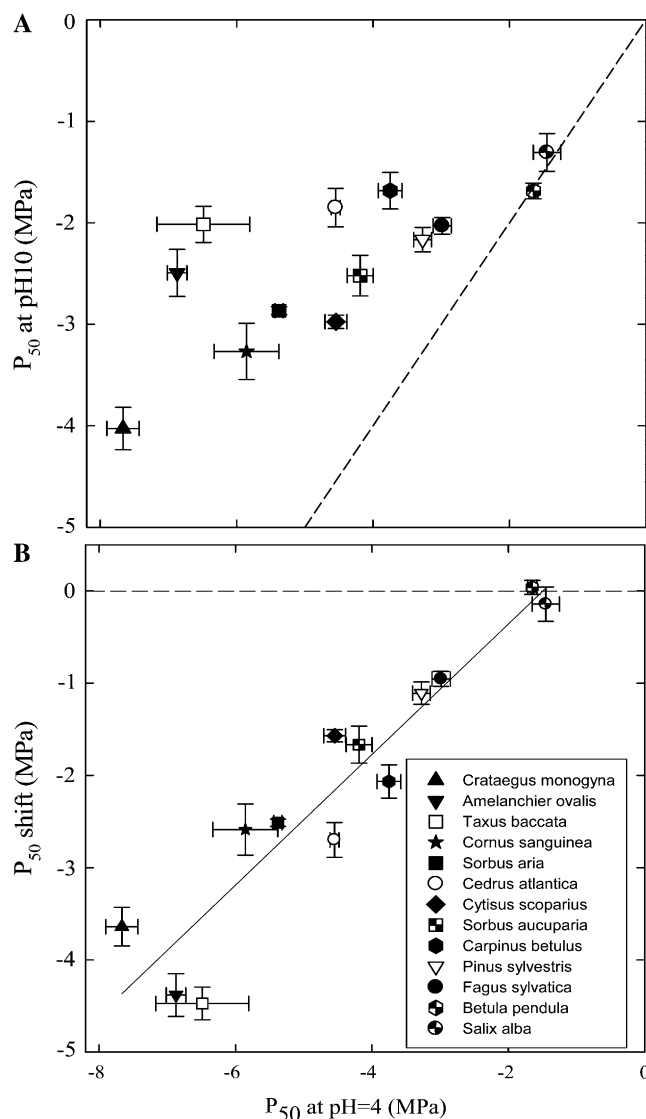 A
0
-1
-2
-3
-4
-5
P50 at pH10 (MPa)
B
0
-1
-2
-3
-4
-5
P50 shift (MPa)
Crataegus monogyna
Amelanchier ovalis
Taxus baccata
Cornus sanguinea
Sorbus aria
Cedrus atlantica
Cytisus scoparius
Sorbus aucuparia
Carpinus betulus
Pinus sylvestris
Fagus sylvatica
Betula pendula
Salix alba
-8 -6 -4 -2 0
P50 at pH=4 (MPa)